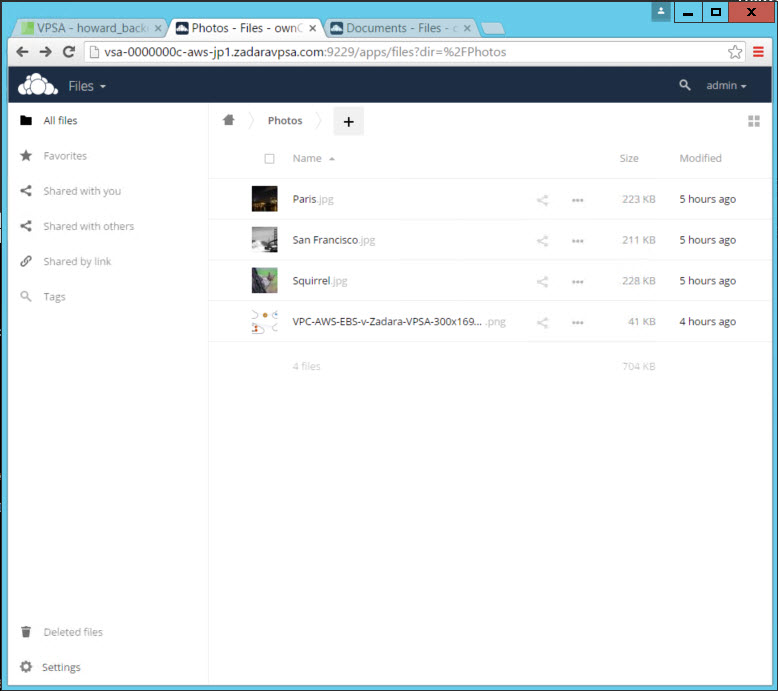 VPSA - howard_back
Photos - Files - ownC
Documents - Files - o
vsa-0000000c-aws-jp1.zadaravpsa.com:9229/apps/files?dir=%2FPhotos
Files
admin
All files
Favorites
Shared with you
Shared with others
Shared by link
Tags
Photos
+
Name
Size
Modified
Paris.jpg
223 KB
5 hours ago
San Francisco.jpg
211 KB
5 hours ago
Squirrel.jpg
228 KB
5 hours ago
VPC-AWS-EBS-v-Zadara-VPSA-300x169... .png
41 KB
4 hours ago
4 files
704 KB
Deleted files
Settings